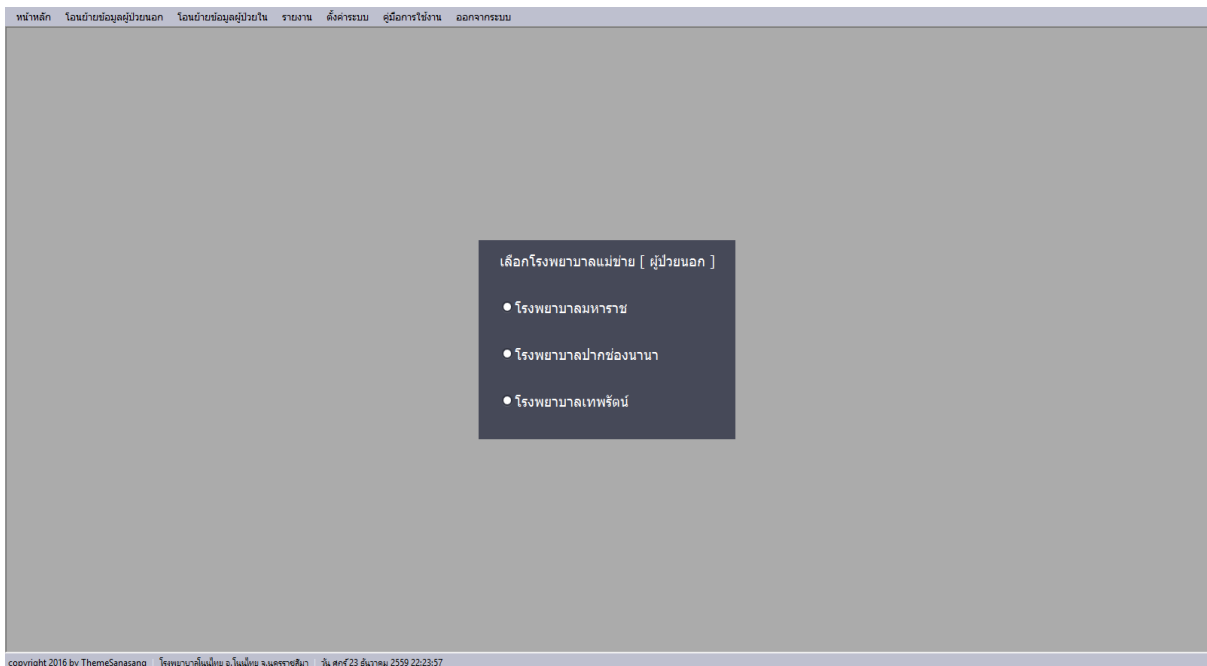 หน้าหลัก โอนย้ายข้อมูลผู้ป่วยนอก โอนย้ายข้อมูลผู้ป่วยใน รายงาน ตั้งค่าระบบ คู่มือการใช้งาน ออกจากระบบ
เลือกโรงพยาบาลแม่ข่าย [ ผู้ป่วยนอก ]
โรงพยาบาลมหาราช
โรงพยาบาลปากช่องนานา
โรงพยาบาลเทพรัตน์
copyright 2016 by ThemeSanasang โรงพยาบาลโนนไทย อ.โนนไทย จ.นครราชสีมา วัน ศุกร์ 23 ธันวาคม 2559 22:23:57